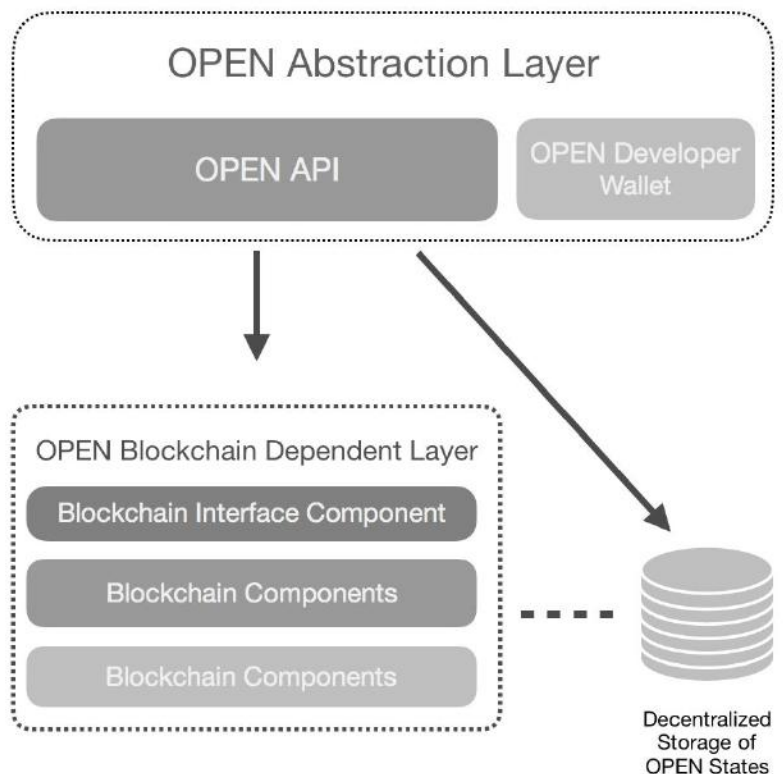 OPEN Abstraction Layer
OPEN API
OPEN Developer
Wallet
OPEN Blockchain Dependent Layer
Blockchain Interface Component
Blockchain Components
Blockchain Components
Decentralized
Storage of
OPEN States